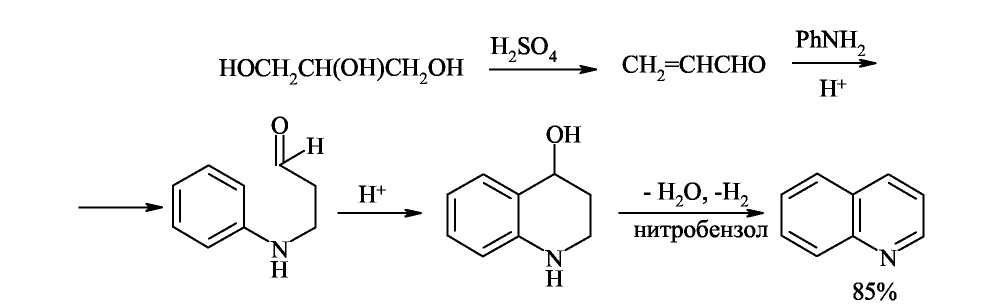 HOCH₂CH(OH)CH₂OH
H₂SO₄
CH₂=CHCHO
PhNH₂
H⁺
O
H
N
H
H⁺
OH
N
H
- H₂O, -H₂
нитробензол
N
85%